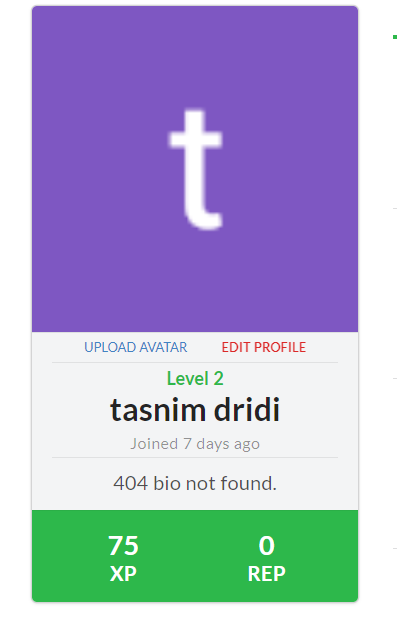 t
UPLOAD AVATAR EDIT PROFILE
Level 2
tasnim dridi
Joined 7 days ago
404 bio not found.
75 0
XP REP